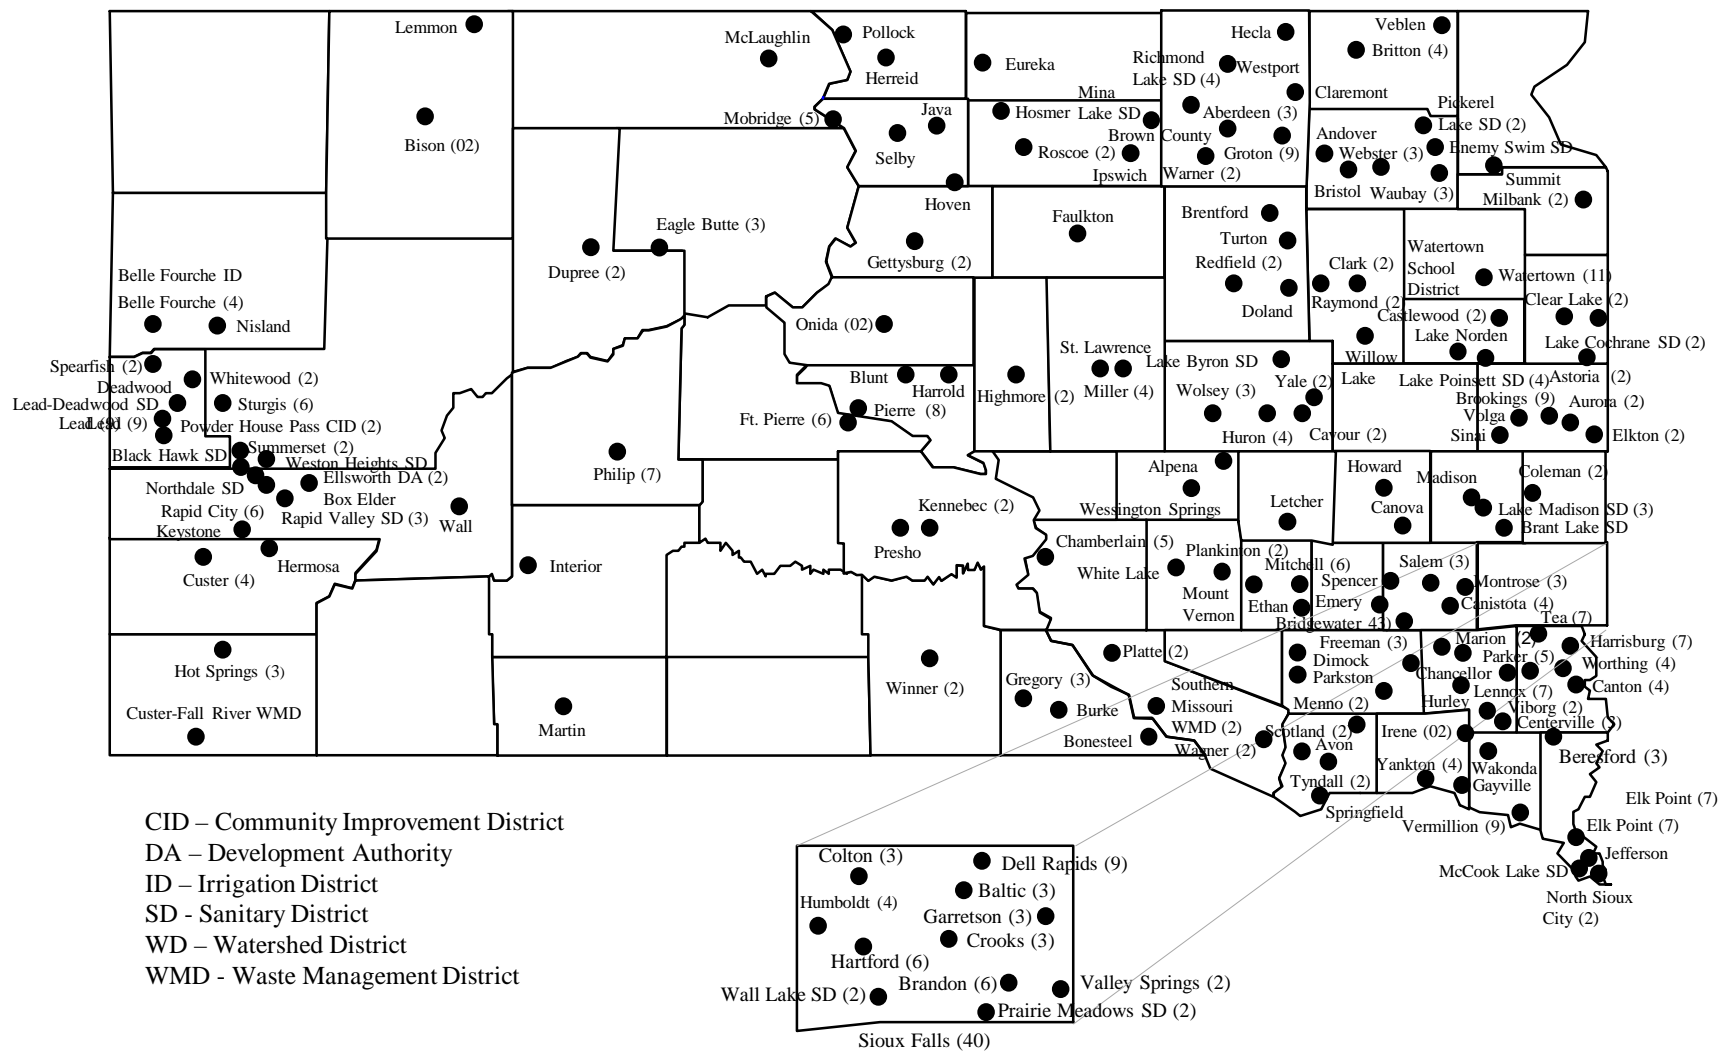 Lemmon
McLaughlin
Pollock
Herreid
Eureka
Hecla
Richmond
Lake SD (4)
Westport
Veblen
Britton (4)
Claremont
Mina
Lake SD
Hosmer
Java
Mobridge (5)
Selby
Bison (02)
Roscoe (2)
Ipswich
Aberdeen (3)
Brown County
Groton (9)
Warner (2)
Pickerel
Lake SD (2)
Andover
Webster (3)
Enemy Swim SD
Bristol
Waubay (3)
Summit
Milbank (2)
Hoven
Faulkton
Eagle Butte (3)
Dupree (2)
Gettysburg (2)
Brentford
Turton
Redfield (2)
Doland
Clark (2)
Raymond (2)
Watertown
School
District
Watertown (11)
Clear Lake (2)
Castlewood (2)
Lake Norden
Lake Cochrane SD (2)
Willow
Lake
Belle Fourche ID
Belle Fourche (4)
Nisland
Onida (02)
St. Lawrence
Miller (4)
Lake Byron SD
Wolsey (3)
Yale (2)
Huron (4)
Cavour (2)
Lake Poinsett SD (4)
Astoria (2)
Brookings (9)
Volga
Aurora (2)
Sinai
Elkton (2)
Spearfish (2)
Deadwood
Whitewood (2)
Lead-Deadwood SD
Sturgis (6)
Lead (9)
Lead (9)
Powder House Pass CID (2)
Summerset (2)
Black Hawk SD
Weston Heights SD
Ellsworth DA (2)
Northdale SD
Box Elder
Rapid City (6)
Rapid Valley SD (3)
Keystone
Wall
Blunt
Harrold
Highmore (2)
Pierre (8)
Ft. Pierre (6)
Philip (7)
Alpena
Wessington Springs
Letcher
Howard
Canova
Madison
Coleman (2)
Lake Madison SD (3)
Brant Lake SD
Kennebec (2)
Presho
Custer (4)
Hermosa
Interior
Chamberlain (5)
White Lake
Plankinton (2)
Mount
Vernon
Mitchell (6)
Ethan
Spencer
Emery
Bridgewater 43)
Salem (3)
Montrose (3)
Canistota (4)
Tea (7)
Harrisburg (7)
Worthing (4)
Canton (4)
Hot Springs (3)
Custer-Fall River WMD
Martin
Winner (2)
Gregory (3)
Burke
Bonesteel
Platte (2)
Southern
Missouri
WMD (2)
Wagner (2)
Freeman (3)
Dimock
Parkston
Menno (2)
Marion (2)
Parker (5)
Chancellor
Hurley
Lennox (7)
Viborg (2)
Centerville (3)
Scotland (2)
Avon
Tyndall (2)
Springfield
Irene (02)
Yankton (4)
Wakonda
Gayville
Vermillion (9)
Beresford (3)
Elk Point (7)
Elk Point (7)
Jefferson
McCook Lake SD
North Sioux
City (2)
CID – Community Improvement District
DA – Development Authority
ID – Irrigation District
SD - Sanitary District
WD – Watershed District
WMD - Waste Management District
Colton (3)
Dell Rapids (9)
Humboldt (4)
Baltic (3)
Garretson (3)
Crooks (3)
Hartford (6)
Brandon (6)
Valley Springs (2)
Wall Lake SD (2)
Prairie Meadows SD (2)
Sioux Falls (40)